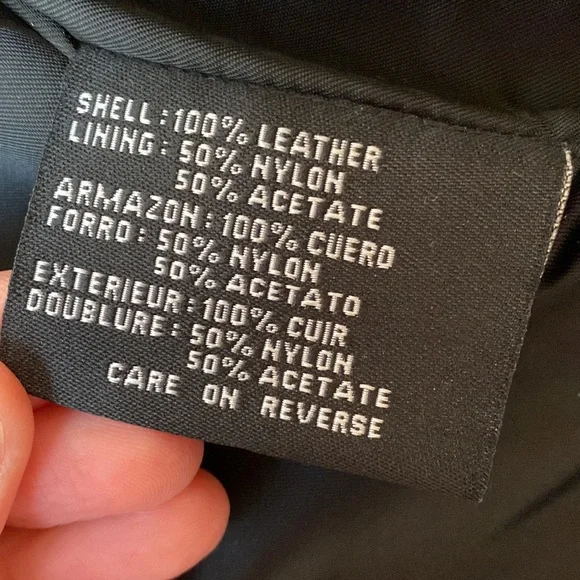 SHELL: 100% LEATHER
LINING: 50% NYLON
50% ACETATE
ARMAZON: 100% CUERO
FORRO: 50% NYLON
50% ACETATO
EXTERIEUR: 100% CUIR
DOUBLURE: 50% NYLON
50% ACETATE
CARE ON REVERSE